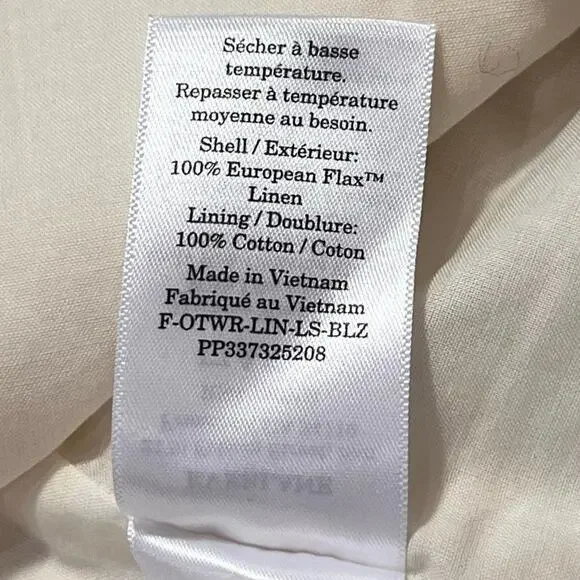 Sécher à basse
température.
Repasser à température
moyenne au besoin.
Shell / Extérieur:
100% European Flax™
Linen
Lining / Doublure:
100% Cotton / Coton
Made in Vietnam
Fabriqué au Vietnam
F-OTWR-LIN-LS-BLZ
PP337325208